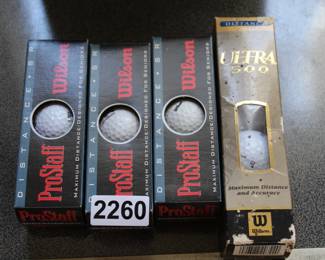 DISTANCE · SR
Wilson
ProStaff
MAXIMUM DISTANCE/DESIGNED FOR SENIORS
ProStaff
DISTANCE · SR
Wilson
ProStaff
MAXIMUM DISTANCE/DESIGNED FOR SENIORS
2260
DISTANCE · SR
Wilson
ProStaff
MAXIMUM DISTANCE/DESIGNED FOR SENIORS
ProStaff
DISTANCE
ULTRA
500
Maximum Distance
and Accuracy
W
Wilson